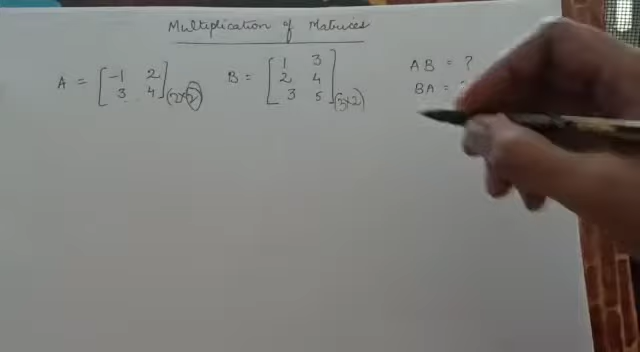 Multiplication of Matrices
A = [ -1 2 B = [ 1 3 AB = ?
3 4 ](2×2) 2 4 BA =
3 5 ](3×2)